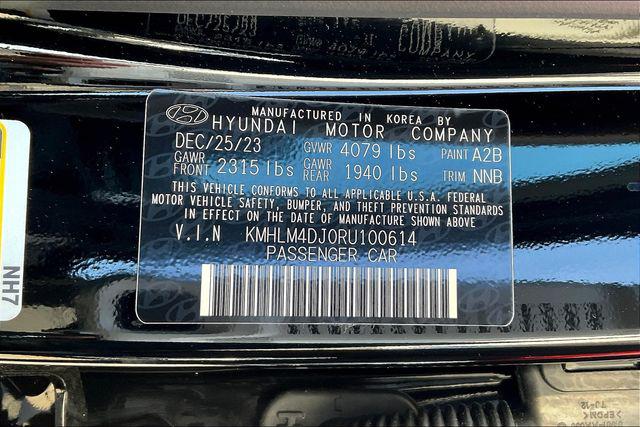 MANUFACTURED IN KOREA BY
HYUNDAI MOTOR COMPANY
DEC/25/23 GVWR 4079 lbs PAINT A2B
GAWR FRONT 2315 lbs GAWR REAR 1940 lbs TRIM NNB
THIS VEHICLE CONFORMS TO ALL APPLICABLE U.S.A. FEDERAL
MOTOR VEHICLE SAFETY, BUMPER, AND THEFT PREVENTION STANDARDS
IN EFFECT ON THE DATE OF MANUFACTURE SHOWN ABOVE
V.I.N KMHLM4DJ0RU100614
PASSENGER CAR
NH7